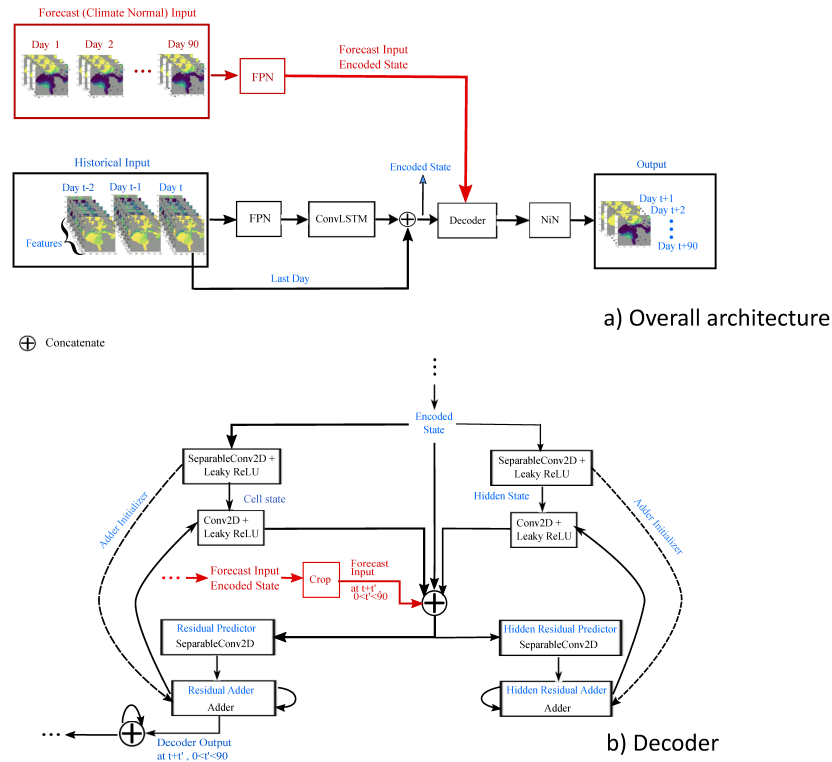 Forecast (Climate Normal) Input
Day 1
Day 2
...
Day 90
FPN
Forecast Input
Encoded State
Historical Input
Day t-2
Day t-1
Day t
Features
FPN
ConvLSTM
Encoded State
Decoder
NiN
Output
Day t+1
Day t+2
Day t+90
Last Day
a) Overall architecture
Concatenate
Encoded
State
SeparableConv2D +
Leaky ReLU
SeparableConv2D +
Leaky ReLU
Adder Initializer
Cell state
Hidden State
Adder Initializer
Conv2D +
Leaky ReLU
Conv2D +
Leaky ReLU
Forecast Input
Encoded State
Crop
Forecast
Input
at t+t',
0<t'<90
Residual Predictor
SeparableConv2D
Hidden Residual Predictor
SeparableConv2D
Residual Adder
Adder
Hidden Residual Adder
Adder
Decoder Output
at t+t' , 0<t'<90
b) Decoder